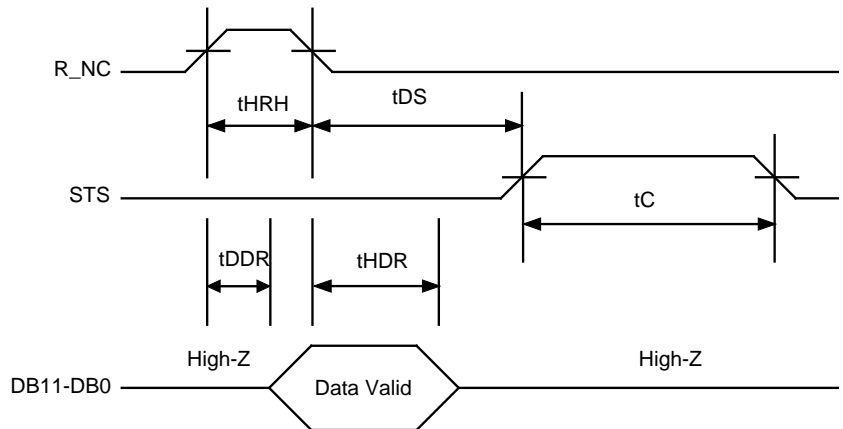 R_NC
tHRH
tDS
STS
tC
tDDR
tHDR
High-Z
High-Z
DB11-DB0
Data Valid